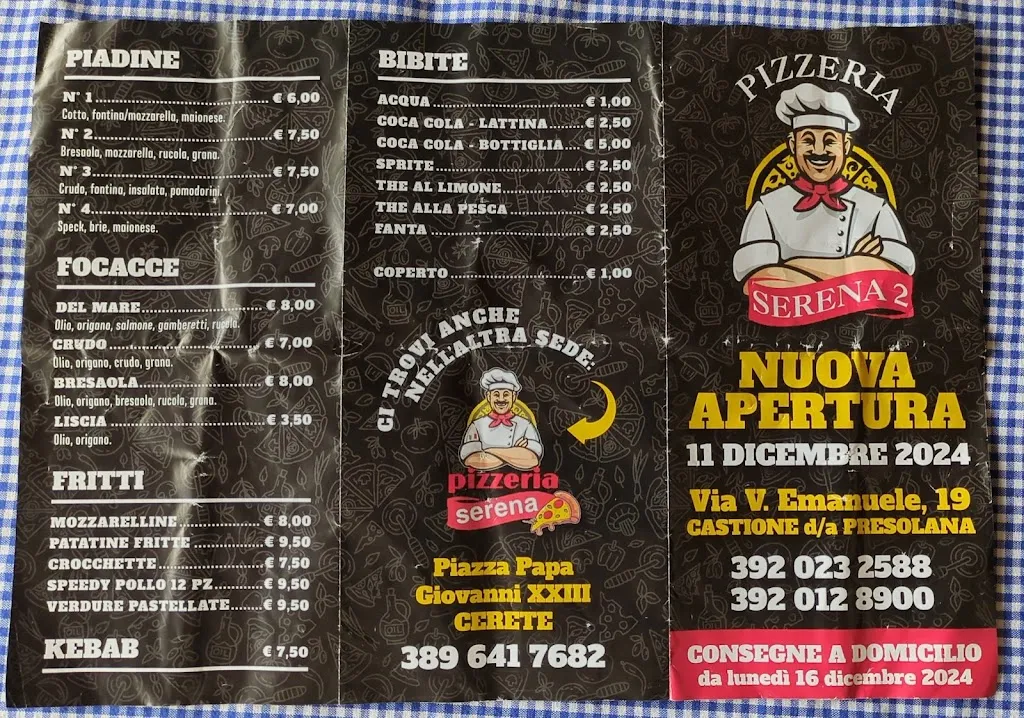 PIADINE
N° 1 € 6,00
Cotto, fontina/mozzarella, maionese.
N° 2 € 7,50
Bresaola, mozzarella, rucola, grana.
N° 3 € 7,50
Crudo, fontina, insalata, pomodorini.
N° 4 € 7,00
Speck, brie, maionese.
FOCACCE
DEL MARE € 8,00
Olio, origano, salmone, gamberetti, rucola.
CRUDO € 7,00
Olio, origano, crudo, grana.
BRESAOLA € 8,00
Olio, origano, bresaola, rucola, grana.
LISCIA € 3,50
Olio, origano.
FRITTI
MOZZARELLINE € 8,00
PATATINE FRITTE € 9,50
CROCCHETTE € 7,50
SPEEDY POLLO 12 PZ. € 9,50
VERDURE PASTELLATE € 9,50
KEBAB € 7,50
BIBITE
ACQUA € 1,00
COCA COLA - LATTINA € 2,50
COCA COLA - BOTTIGLIA € 5,00
SPRITE € 2,50
THE AL LIMONE € 2,50
THE ALLA PESCA € 2,50
FANTA € 2,50
COPERTO € 1,00
CI TROVI ANCHE
NELL'ALTRA SEDE:
pizzeria
serena
Piazza Papa
Giovanni XXIII
CERETE
389 641 7682
PIZZERIA
SERENA 2
NUOVA
APERTURA
11 DICEMBRE 2024
Via V. Emanuele, 19
CASTIONE d/a PRESOLANA
392 023 2588
392 012 8900
CONSEGNE A DOMICILIO
da lunedì 16 dicembre 2024